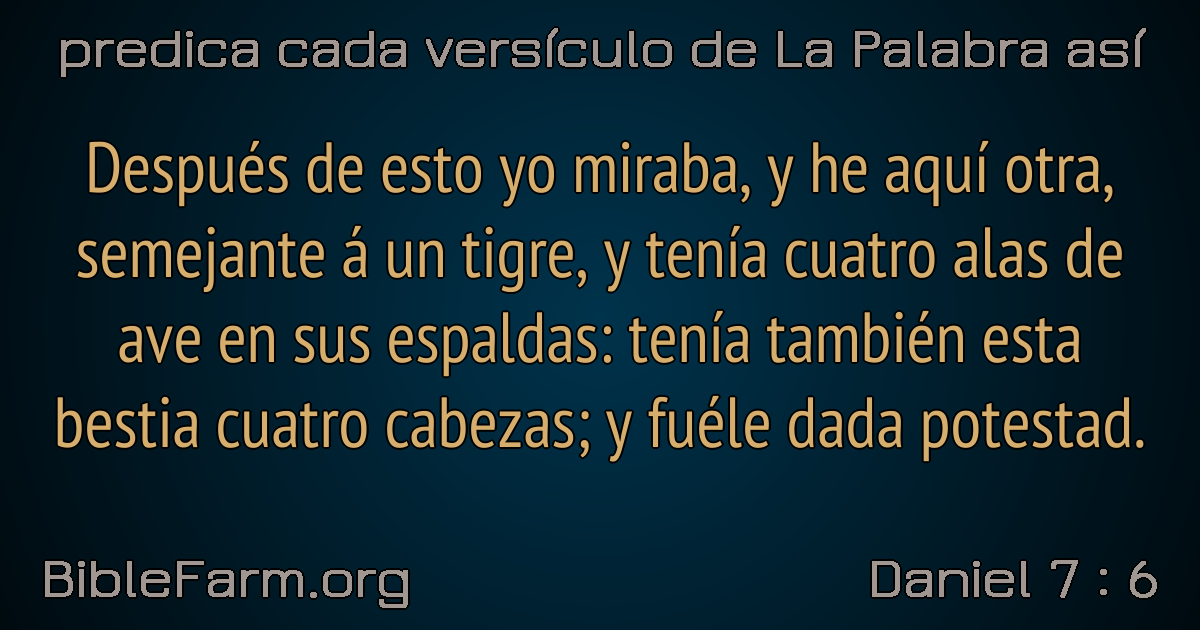 predica cada versículo de La Palabra así
Después de esto yo miraba, y he aquí otra,
semejante á un tigre, y tenía cuatro alas de
ave en sus espaldas: tenía también esta
bestia cuatro cabezas; y fuéle dada potestad.
BibleFarm.org
Daniel 7 : 6